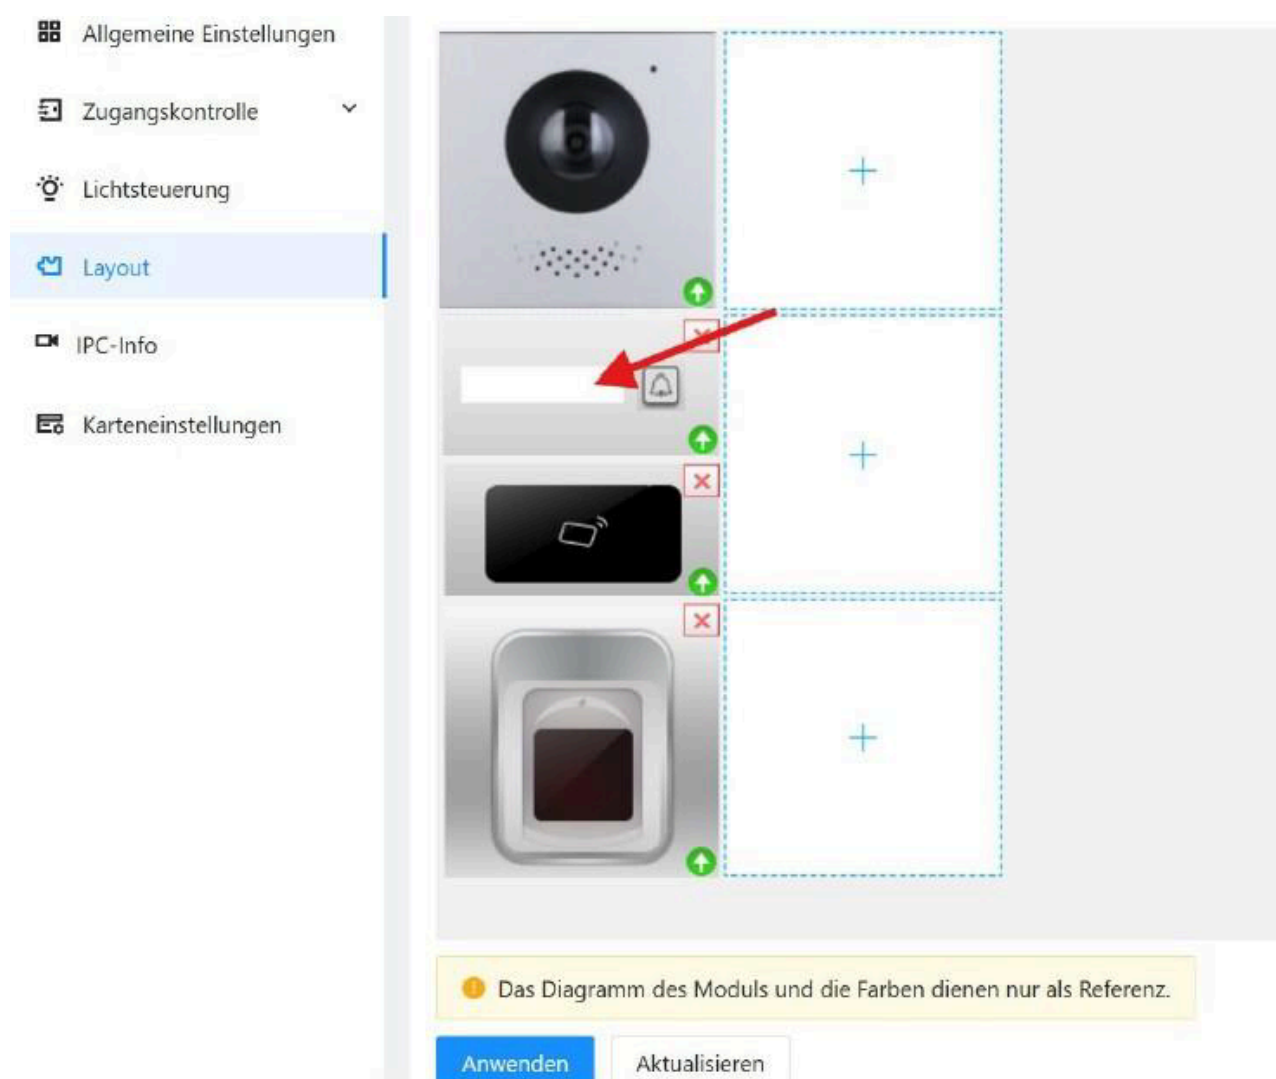 Allgemeine Einstellungen
Zugangskontrolle
Lichtsteuerung
Layout
IPC-Info
Karteneinstellungen
Das Diagramm des Moduls und die Farben dienen nur als Referenz.
Anwenden
Aktualisieren